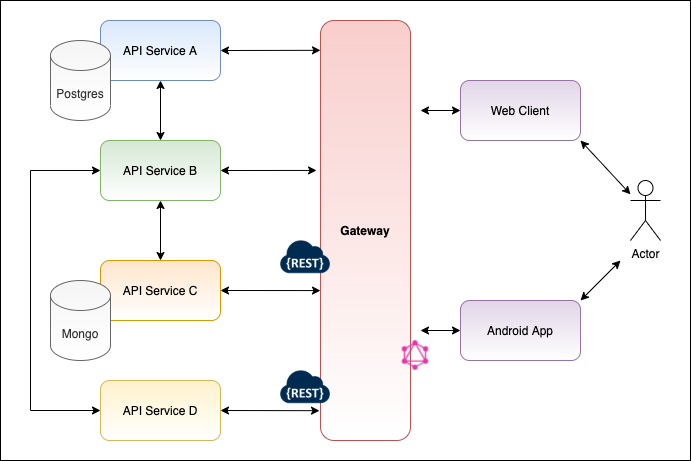 API Service A
Postgres
Web Client
API Service B
Gateway
Actor
{REST}
API Service C
Mongo
Android App
{REST}
API Service D